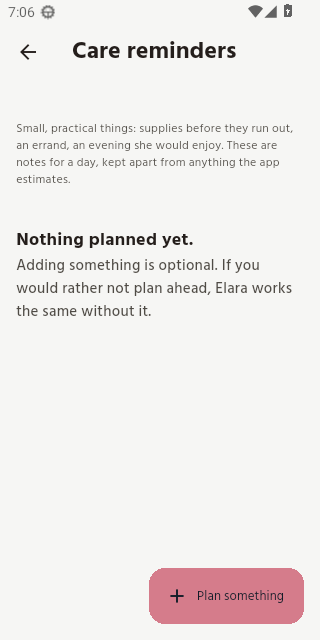 7:06
Care reminders
Small, practical things: supplies before they run out,
an errand, an evening she would enjoy. These are
notes for a day, kept apart from anything the app
estimates.
Nothing planned yet.
Adding something is optional. If you
would rather not plan ahead, Elara works
the same without it.
Plan something